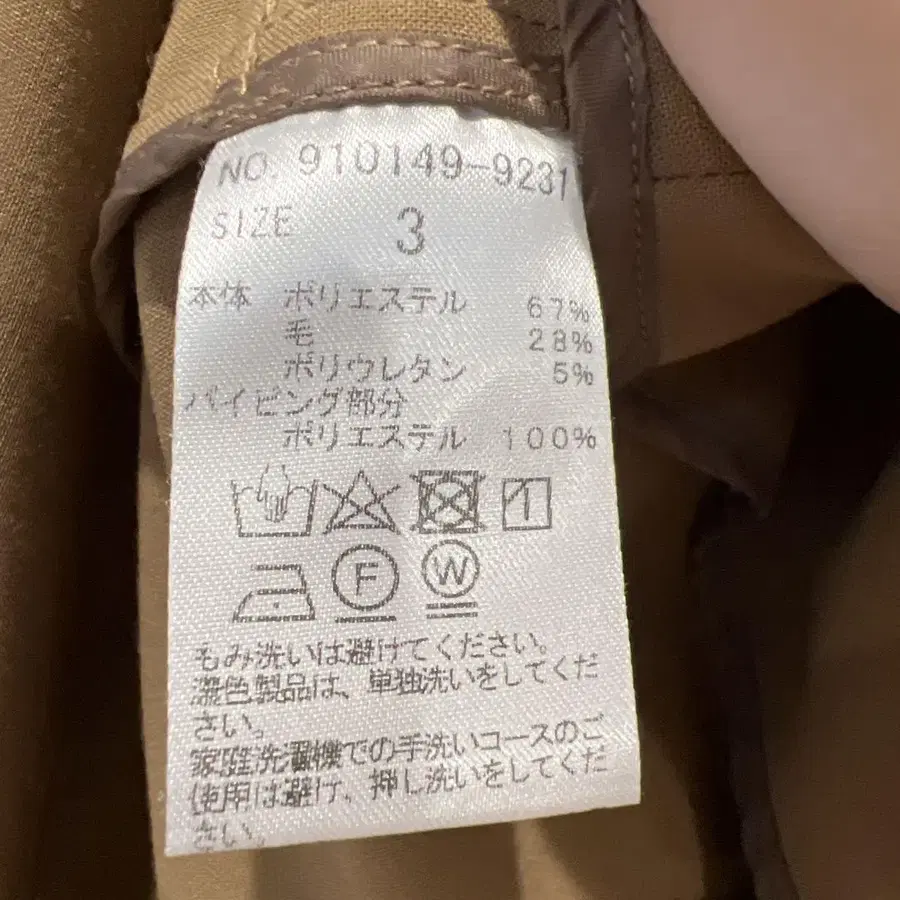 NO. 910149-9231
SIZE 3
本体 ポリエステル 67%
毛 28%
ポリウレタン 5%
パイピング部分
ポリエステル 100%
F W
もみ洗いは避けてください。
濃色製品は、単独洗いをしてくだ
さい。
家庭洗濯機での手洗いコースのご
使用は避け、押し洗いをしてくだ
さい。